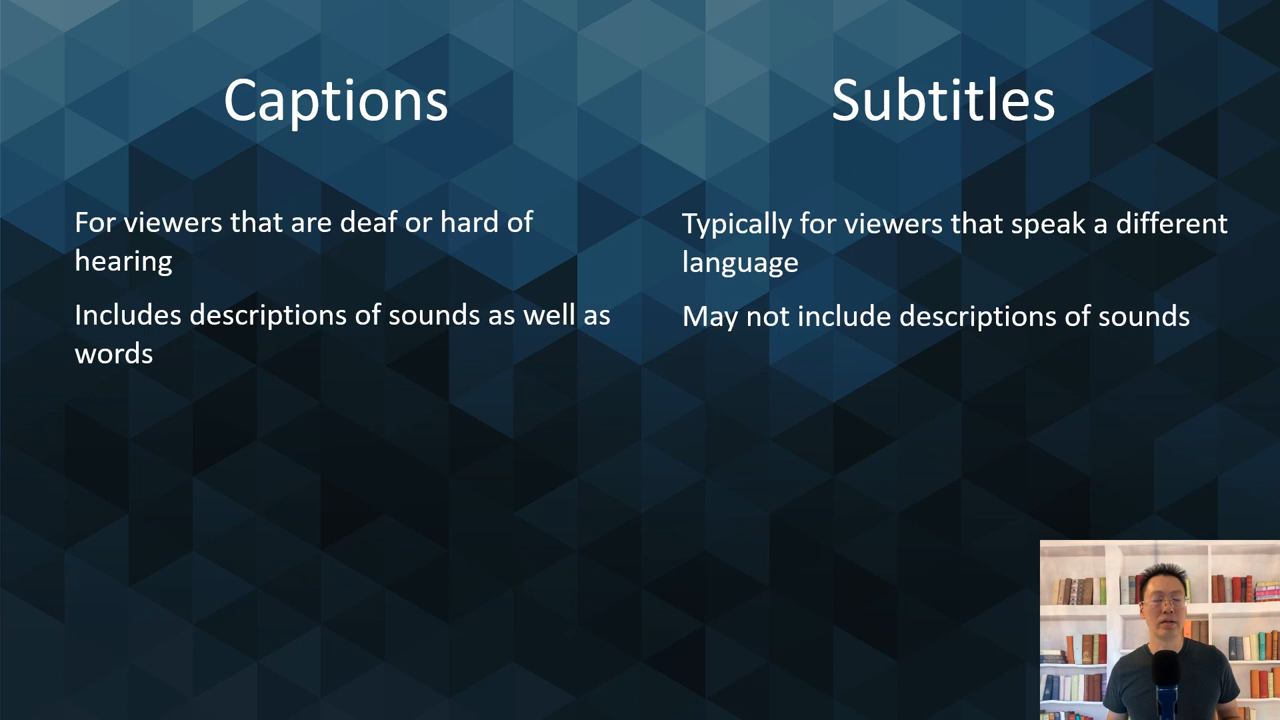 Captions
For viewers that are deaf or hard of
hearing
Includes descriptions of sounds as well as
words
Subtitles
Typically for viewers that speak a different
language
May not include descriptions of sounds